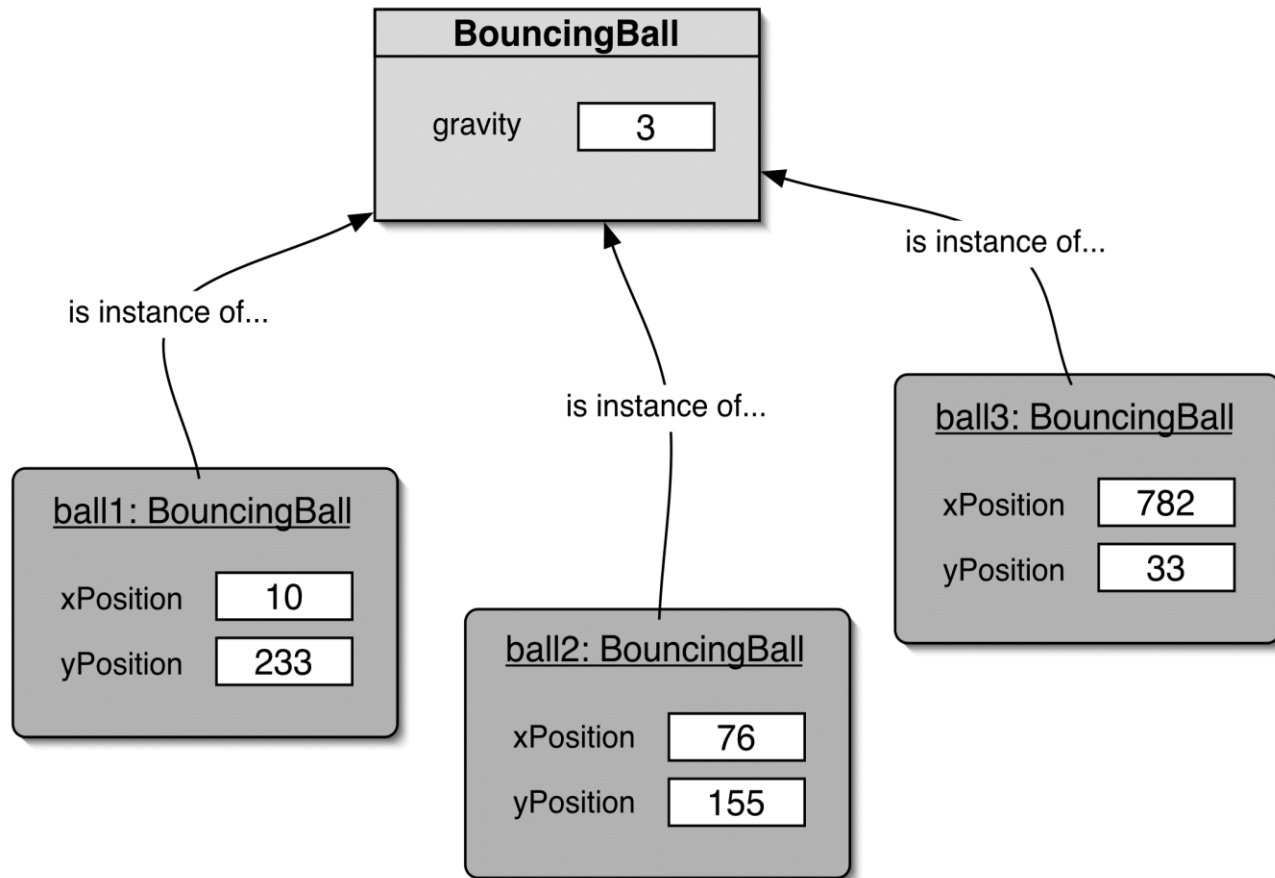 BouncingBall
gravity 3
is instance of...
is instance of...
is instance of...
ball1: BouncingBall
xPosition 10
yPosition 233
ball2: BouncingBall
xPosition 76
yPosition 155
ball3: BouncingBall
xPosition 782
yPosition 33